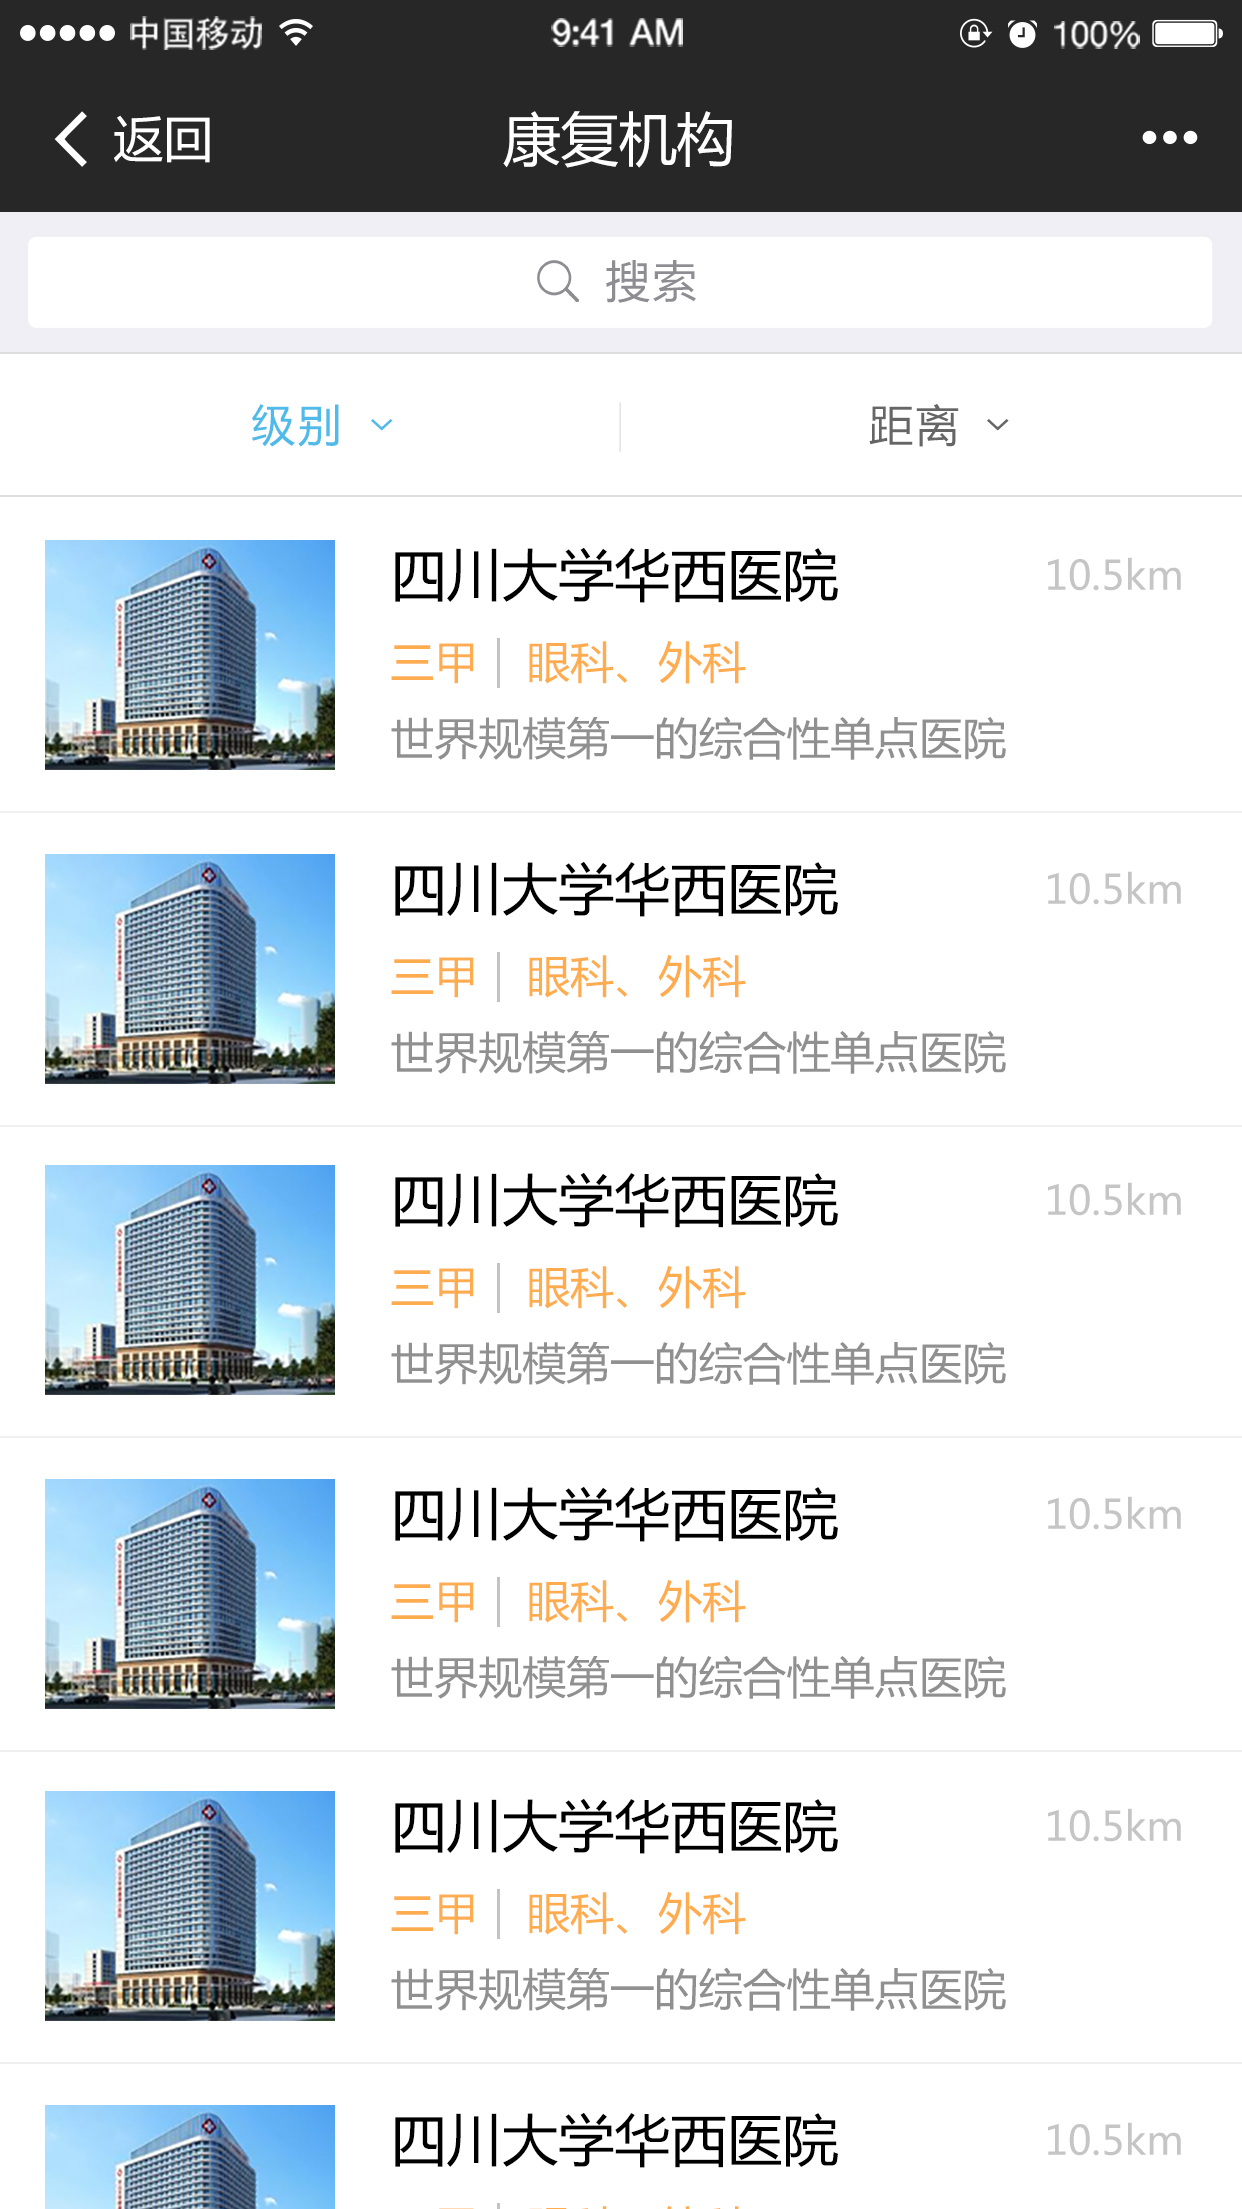 中国移动 9:41 AM 100%
返回 康复机构
搜索
级别 距离
四川大学华西医院 10.5km
三甲 眼科、外科
世界规模第一的综合性单点医院
四川大学华西医院 10.5km
三甲 眼科、外科
世界规模第一的综合性单点医院
四川大学华西医院 10.5km
三甲 眼科、外科
世界规模第一的综合性单点医院
四川大学华西医院 10.5km
三甲 眼科、外科
世界规模第一的综合性单点医院
四川大学华西医院 10.5km
三甲 眼科、外科
世界规模第一的综合性单点医院
四川大学华西医院 10.5km